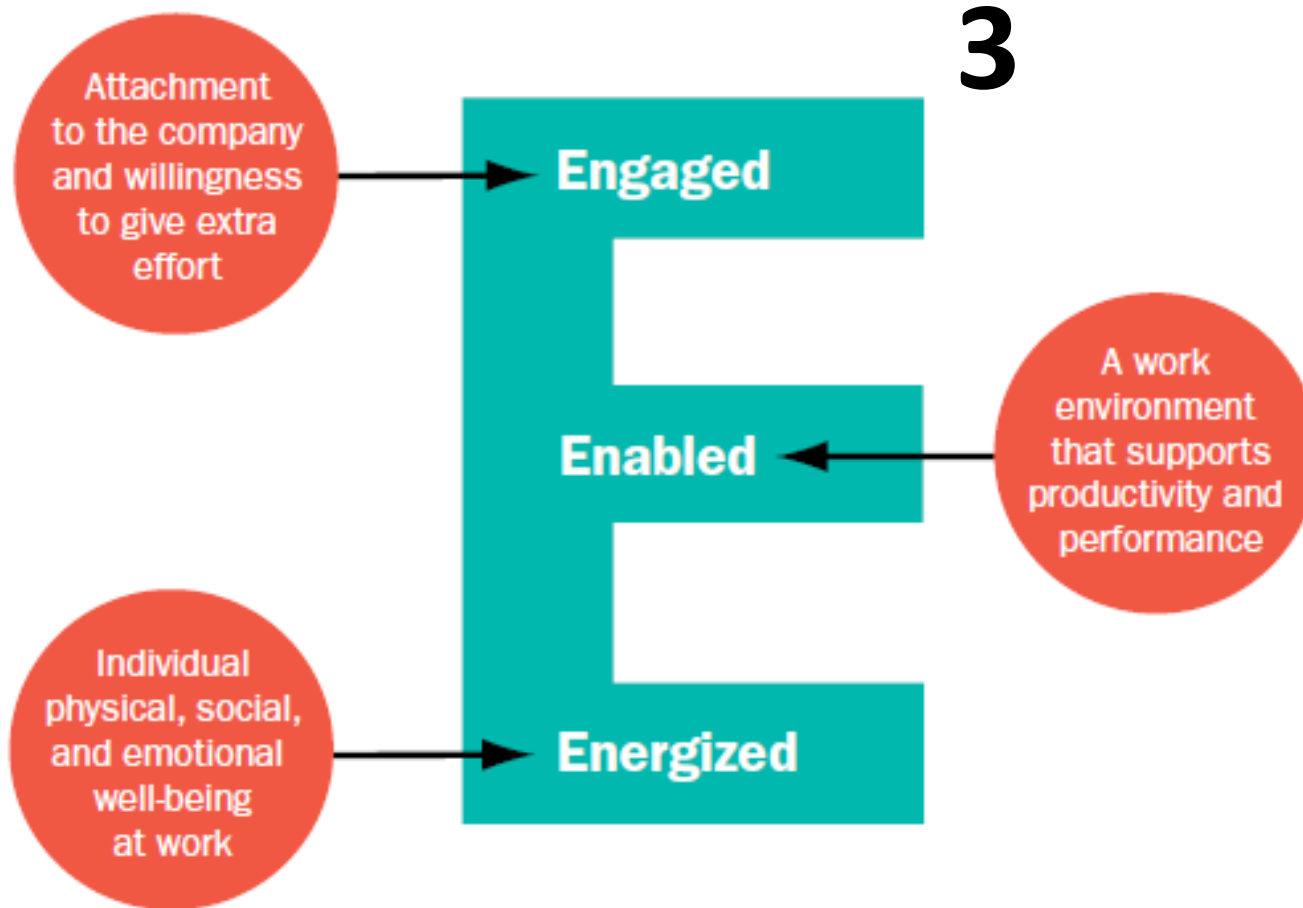 3
Attachment
to the company
and willingness
to give extra
effort
Engaged
Enabled
A work
environment
that supports
productivity and
performance
Individual
physical, social,
and emotional
well-being
at work
Energized